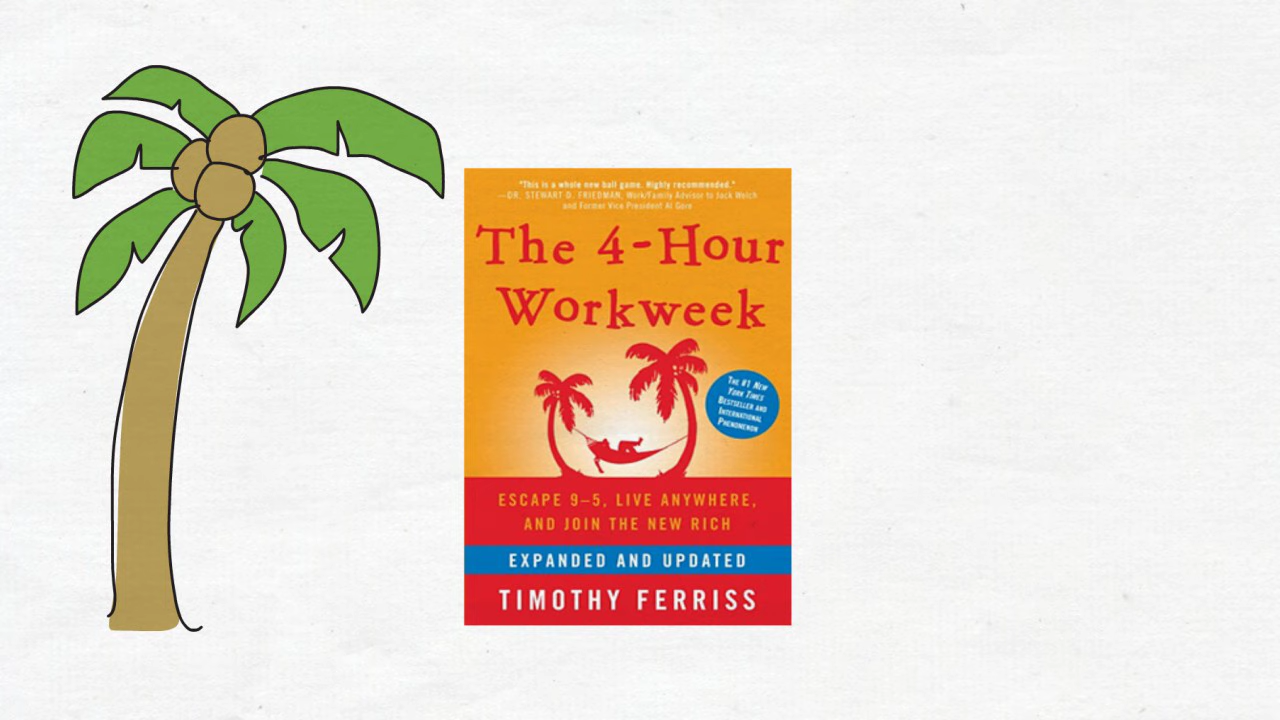 "This is a whole new ball game. Highly recommended."
—DR. STEWART D. FRIEDMAN, Work/Family Advisor to Jack Welch
and Former Vice President Al Gore
The 4-Hour
Workweek
THE #1 NEW
YORK TIMES
BESTSELLER AND
INTERNATIONAL
PHENOMENON
ESCAPE 9–5, LIVE ANYWHERE,
AND JOIN THE NEW RICH
EXPANDED AND UPDATED
TIMOTHY FERRISS